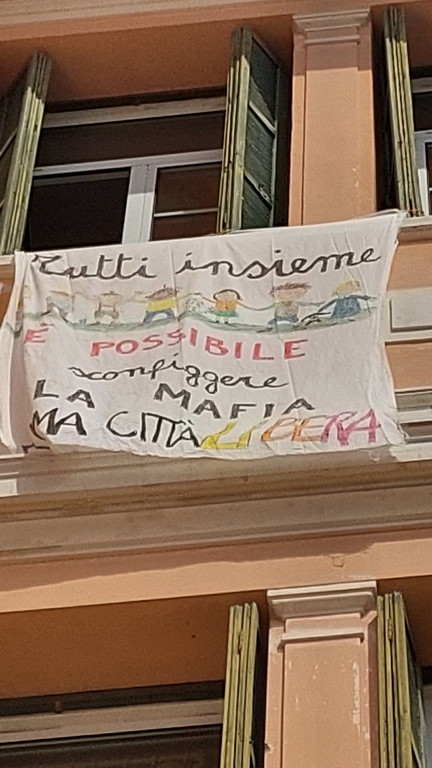 Tutti insieme
È POSSIBILE
sconfiggere
LA MAFIA
MA CITTÀ LIBERA